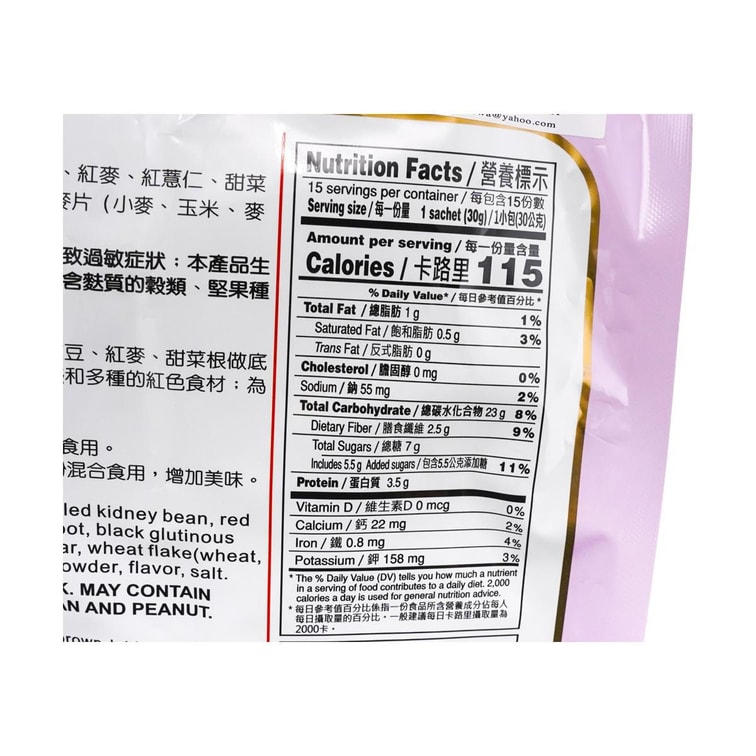 @yahoo.com
、紅麥、紅薏仁、甜菜
片（小麥、玉米、麥
致過敏症狀：本產品生
含麩質的穀類、堅果種
豆、紅麥、甜菜根做底
和多種的紅色食材；為
食用。
混合食用，增加美味。
led kidney bean, red
oot, black glutinous
ar, wheat flake(wheat,
owder, flavor, salt.
K. MAY CONTAIN
AN AND PEANUT.
Nutrition Facts / 營養標示
15 servings per container / 每包含15份數
Serving size / 每一份量 1 sachet (30g) / 1小包(30公克)
Amount per serving / 每一份量含量
Calories / 卡路里 115
% Daily Value* / 每日參考值百分比 *
Total Fat / 總脂肪 1 g 1%
Saturated Fat / 飽和脂肪 0.5 g 3%
Trans Fat / 反式脂肪 0 g
Cholesterol / 膽固醇 0 mg 0%
Sodium / 鈉 55 mg 2%
Total Carbohydrate / 總碳水化合物 23 g 8%
Dietary Fiber / 膳食纖維 2.5 g 9%
Total Sugars / 總糖 7 g
Includes 5.5 g Added sugars / 包含5.5公克添加糖 11%
Protein / 蛋白質 3.5 g
Vitamin D / 維生素D 0 mcg 0%
Calcium / 鈣 22 mg 2%
Iron / 鐵 0.8 mg 4%
Potassium / 鉀 158 mg 3%
* The % Daily Value (DV) tells you how much a nutrient
in a serving of food contributes to a daily diet. 2,000
calories a day is used for general nutrition advice.
* 每日參考值百分比係指一份食品所含營養成分佔每人
每日攝取量的百分比，一般建議每日卡路里攝取量為
2000卡。